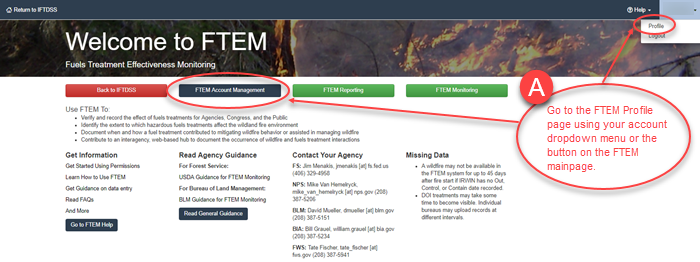 Return to IFTDSS
Help
Profile
Logout
Welcome to FTEM
Fuels Treatment Effectiveness Monitoring
Back to IFTDSS
FTEM Account Management
FTEM Reporting
FTEM Monitoring
A
Go to the FTEM Profile
page using your account
dropdown menu or the
button on the FTEM
mainpage.
Use FTEM To:
• Verify and record the effect of fuels treatments for Agencies, Congress, and the Public
• Identify the extent to which hazardous fuels treatments affect the wildland fire environment
• Document when and how a fuel treatment contributed to mitigating wildfire behavior or assisted in managing wildfire
• Contribute to an interagency, web-based hub to document the occurrence of wildfire and fuels treatment interactions
Get Information
Get Started Using Permissions
Learn How to Use FTEM
Get Guidance on data entry
Read FAQs
And More
Go to FTEM Help
Read Agency Guidance
For Forest Service:
USDA Guidance for FTEM Monitoring
For Bureau of Land Management:
BLM Guidance for FTEM Monitoring
Read General Guidance
Contact Your Agency
FS: Jim Menakis, jmenakis [at] fs.fed.us
(406) 329-4958
NPS: Mike Van Hemelryck,
mike_van_hemelryck [at] nps.gov (208)
387-5206
BLM: David Mueller, dmueller [at] blm.gov
(208) 387-5151
BIA: Bill Grauel, william.grauel [at] bia.gov
(208) 387-5234
FWS: Tate Fischer, tate_fischer [at]
fws.gov (208) 387-5941
Missing Data
• A wildfire may not be available in
the FTEM system for up to 45 days
after fire start if IRWIN has no Out,
Control, or Contain date recorded.
• DOI treatments may take some
time to become visible. Individual
bureaus may upload records at
different intervals.